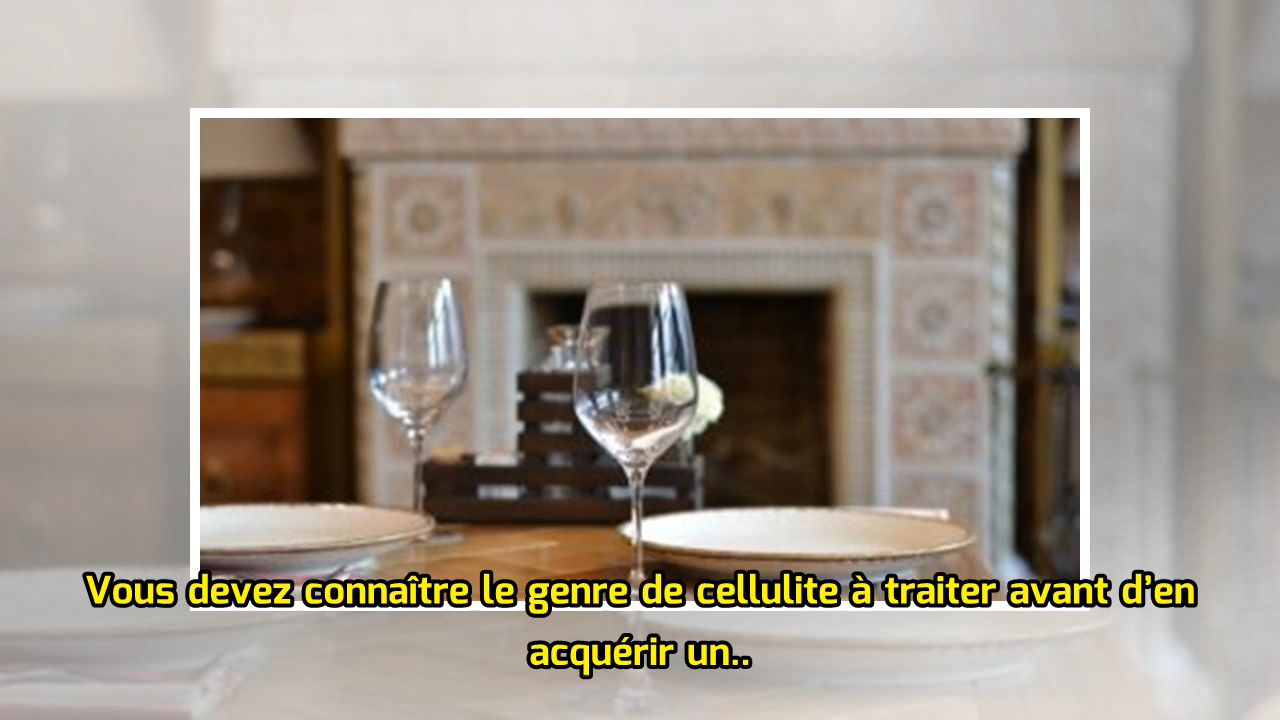 Vous devez connaître le genre de cellulite à traiter avant d’en
acquérir un..